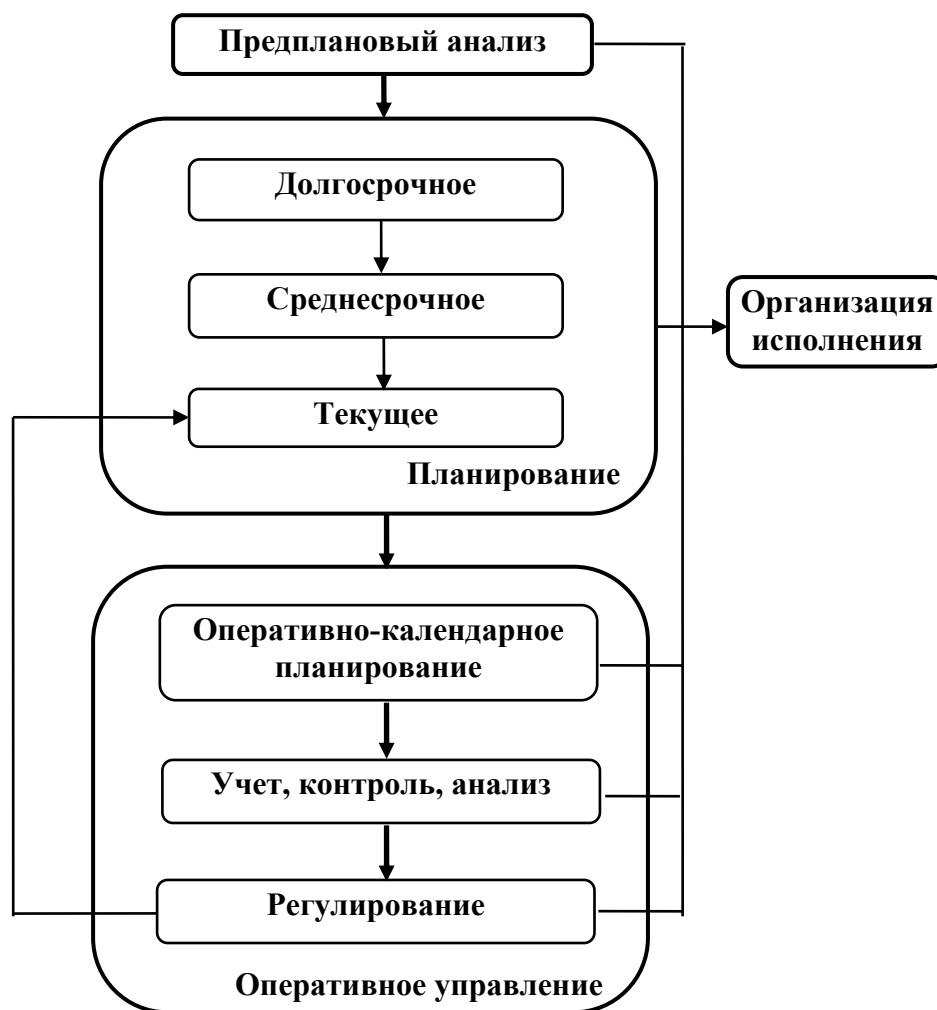 Предплановый анализ
Долгосрочное
Среднесрочное
Организация
исполнения
Текущее
Планирование
Оперативно-календарное
планирование
Учет, контроль, анализ
Регулирование
Оперативное управление